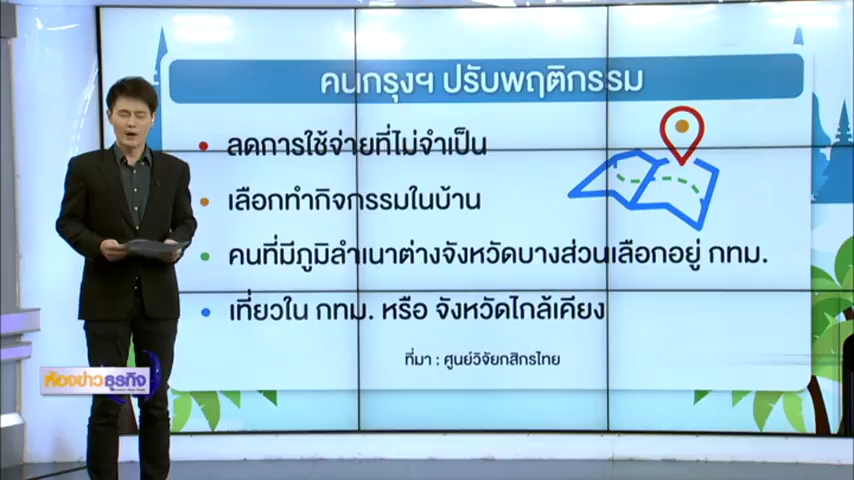 คนกรุงฯ ปรับพฤติกรรม
• ลดการใช้จ่ายที่ไม่จำเป็น
• เลือกทำกิจกรรมในบ้าน
• คนที่มีภูมิลำเนาต่างจังหวัดบางส่วนเลือกอยู่ กทม.
• เที่ยวใน กทม. หรือ จังหวัดใกล้เคียง
ที่มา : ศูนย์วิจัยกสิกรไทย
ห้องข่าวธุรกิจ